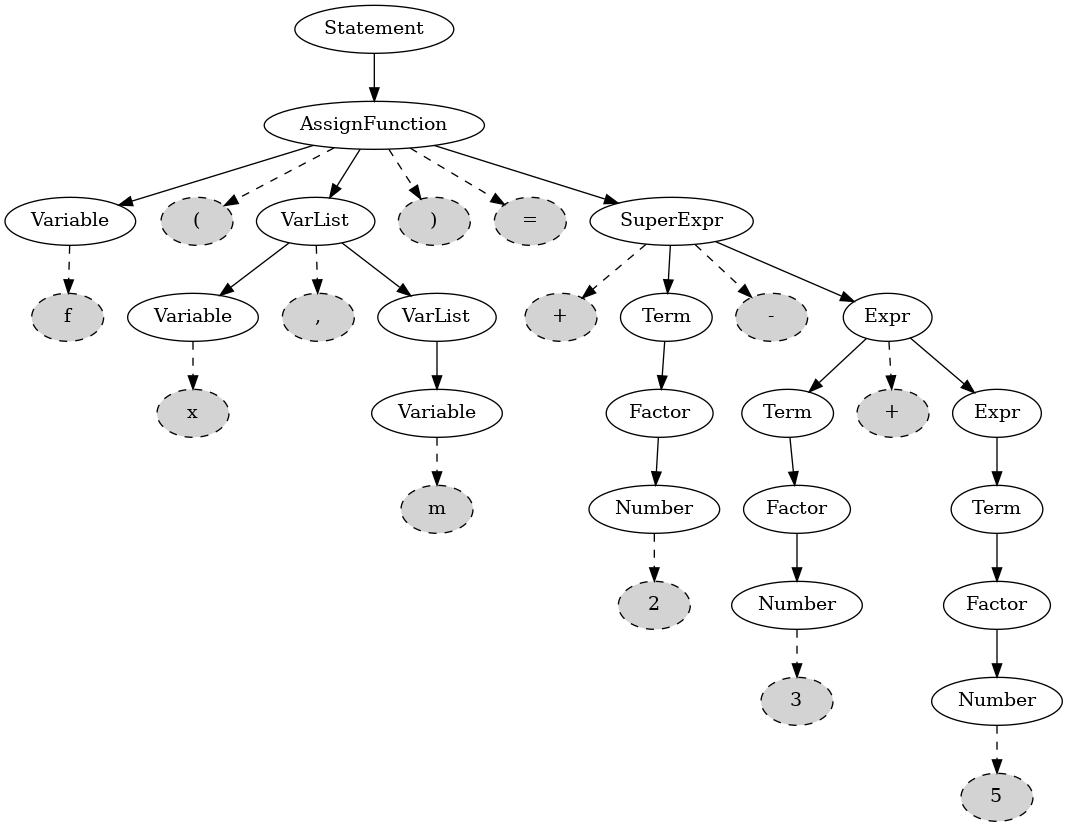 Statement
AssignFunction
Variable ( VarList ) = SuperExpr
f Variable , VarList + Term - Expr
x Variable Factor Term + Expr
m Number Factor Term
2 Number Factor
3 Number
5